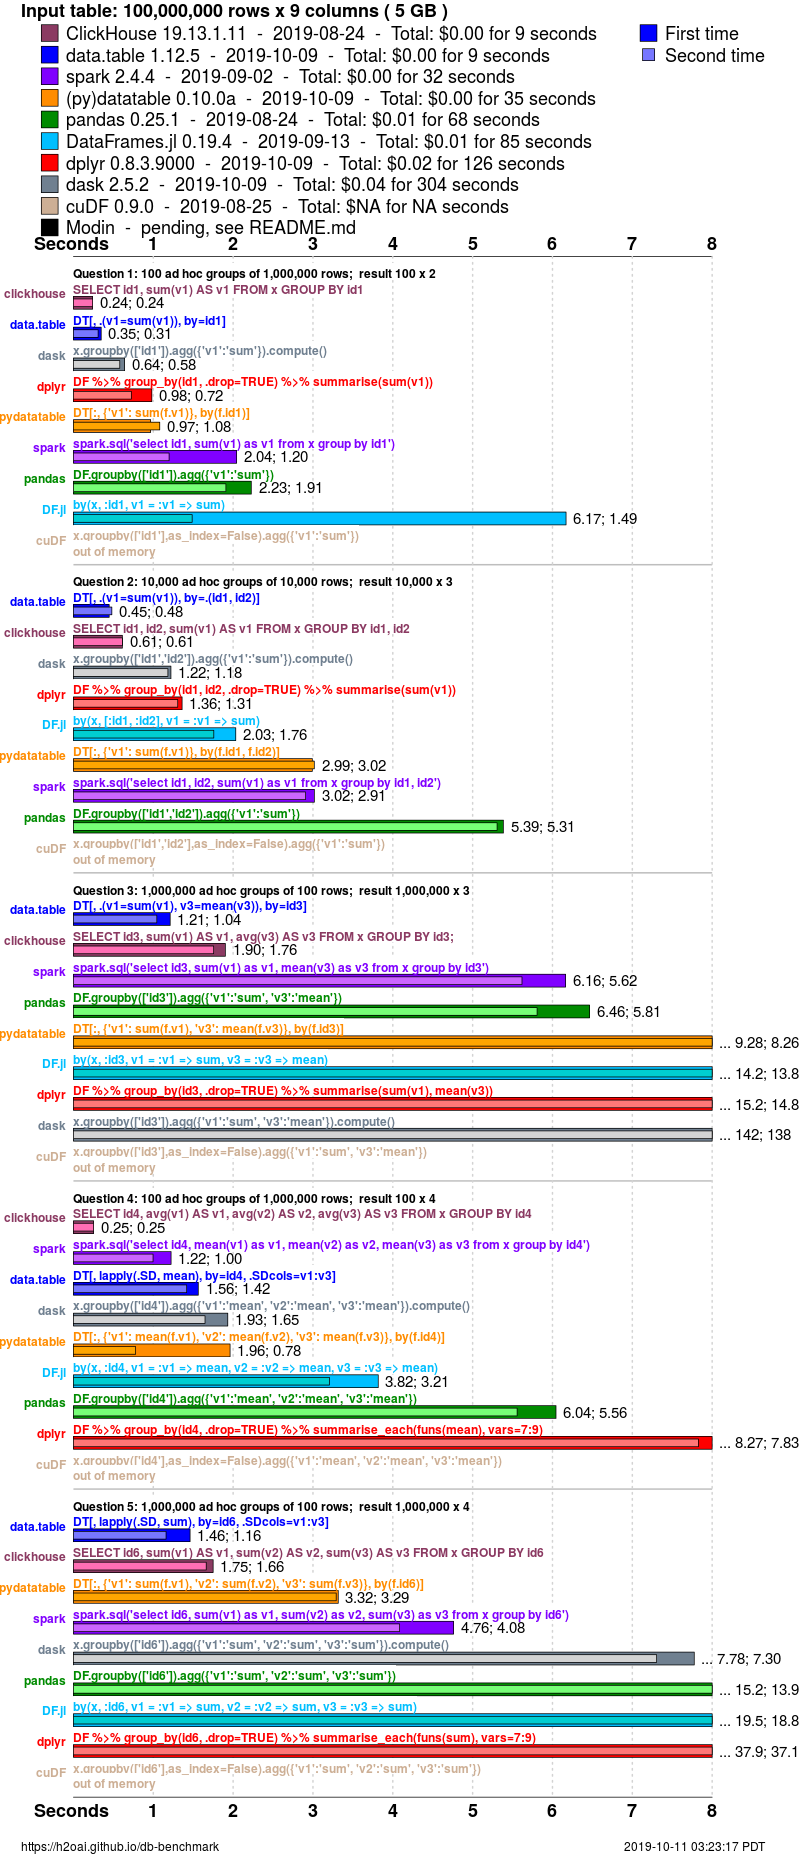 Input table: 100,000,000 rows x 9 columns ( 5 GB )
ClickHouse 19.13.1.11 - 2019-08-24 - Total: $0.00 for 9 seconds
First time
data.table 1.12.5 - 2019-10-09 - Total: $0.00 for 9 seconds
Second time
spark 2.4.4 - 2019-09-02 - Total: $0.00 for 32 seconds
(py)datatable 0.10.0a - 2019-10-09 - Total: $0.00 for 35 seconds
pandas 0.25.1 - 2019-08-24 - Total: $0.01 for 68 seconds
DataFrames.jl 0.19.4 - 2019-09-13 - Total: $0.01 for 85 seconds
dplyr 0.8.3.9000 - 2019-10-09 - Total: $0.02 for 126 seconds
dask 2.5.2 - 2019-10-09 - Total: $0.04 for 304 seconds
cuDF 0.9.0 - 2019-08-25 - Total: $NA for NA seconds
Modin - pending, see README.md
Seconds 1 2 3 4 5 6 7 8
Question 1: 100 ad hoc groups of 1,000,000 rows; result 100 x 2
clickhouse SELECT id1, sum(v1) AS v1 FROM x GROUP BY id1
0.24; 0.24
data.table DT[, .(v1=sum(v1)), by=id1]
0.35; 0.31
dask x.groupby(['id1']).agg({'v1':'sum'}).compute()
0.64; 0.58
dplyr DF %>% group_by(id1, .drop=TRUE) %>% summarise(sum(v1))
0.98; 0.72
pydatatable DT[:, {'v1': sum(f.v1)}, by(f.id1)]
0.97; 1.08
spark spark.sql('select id1, sum(v1) as v1 from x group by id1')
2.04; 1.20
pandas DF.groupby(['id1']).agg({'v1':'sum'})
2.23; 1.91
DF.jl by(x, :id1, v1 = :v1 => sum)
6.17; 1.49
cuDF x.groupby(['id1'],as_index=False).agg({'v1':'sum'})
out of memory
Question 2: 10,000 ad hoc groups of 10,000 rows; result 10,000 x 3
data.table DT[, .(v1=sum(v1)), by=.(id1, id2)]
0.45; 0.48
clickhouse SELECT id1, id2, sum(v1) AS v1 FROM x GROUP BY id1, id2
0.61; 0.61
dask x.groupby(['id1','id2']).agg({'v1':'sum'}).compute()
1.22; 1.18
dplyr DF %>% group_by(id1, id2, .drop=TRUE) %>% summarise(sum(v1))
1.36; 1.31
DF.jl by(x, [:id1, :id2], v1 = :v1 => sum)
2.03; 1.76
pydatatable DT[:, {'v1': sum(f.v1)}, by(f.id1, f.id2)]
2.99; 3.02
spark spark.sql('select id1, id2, sum(v1) as v1 from x group by id1, id2')
3.02; 2.91
pandas DF.groupby(['id1','id2']).agg({'v1':'sum'})
5.39; 5.31
cuDF x.groupby(['id1','id2'],as_index=False).agg({'v1':'sum'})
out of memory
Question 3: 1,000,000 ad hoc groups of 100 rows; result 1,000,000 x 3
data.table DT[, .(v1=sum(v1), v3=mean(v3)), by=id3]
1.21; 1.04
clickhouse SELECT id3, sum(v1) AS v1, avg(v3) AS v3 FROM x GROUP BY id3;
1.90; 1.76
spark spark.sql('select id3, sum(v1) as v1, mean(v3) as v3 from x group by id3')
6.16; 5.62
pandas DF.groupby(['id3']).agg({'v1':'sum', 'v3':'mean'})
6.46; 5.81
pydatatable DT[:, {'v1': sum(f.v1), 'v3': mean(f.v3)}, by(f.id3)]
... 9.28; 8.26
DF.jl by(x, :id3, v1 = :v1 => sum, v3 = :v3 => mean)
... 14.2; 13.8
dplyr DF %>% group_by(id3, .drop=TRUE) %>% summarise(sum(v1), mean(v3))
... 15.2; 14.8
dask x.groupby(['id3']).agg({'v1':'sum', 'v3':'mean'}).compute()
... 142; 138
cuDF x.groupby(['id3'],as_index=False).agg({'v1':'sum', 'v3':'mean'})
out of memory
Question 4: 100 ad hoc groups of 1,000,000 rows; result 100 x 4
clickhouse SELECT id4, avg(v1) AS v1, avg(v2) AS v2, avg(v3) AS v3 FROM x GROUP BY id4
0.25; 0.25
spark spark.sql('select id4, mean(v1) as v1, mean(v2) as v2, mean(v3) as v3 from x group by id4')
1.22; 1.00
data.table DT[, lapply(.SD, mean), by=id4, .SDcols=v1:v3]
1.56; 1.42
dask x.groupby(['id4']).agg({'v1':'mean', 'v2':'mean', 'v3':'mean'}).compute()
1.93; 1.65
pydatatable DT[:, {'v1': mean(f.v1), 'v2': mean(f.v2), 'v3': mean(f.v3)}, by(f.id4)]
1.96; 0.78
DF.jl by(x, :id4, v1 = :v1 => mean, v2 = :v2 => mean, v3 = :v3 => mean)
3.82; 3.21
pandas DF.groupby(['id4']).agg({'v1':'mean', 'v2':'mean', 'v3':'mean'})
6.04; 5.56
dplyr DF %>% group_by(id4, .drop=TRUE) %>% summarise_each(funs(mean), vars=7:9)
... 8.27; 7.83
cuDF x.groupby(['id4'],as_index=False).agg({'v1':'mean', 'v2':'mean', 'v3':'mean'})
out of memory
Question 5: 1,000,000 ad hoc groups of 100 rows; result 1,000,000 x 4
data.table DT[, lapply(.SD, sum), by=id6, .SDcols=v1:v3]
1.46; 1.16
clickhouse SELECT id6, sum(v1) AS v1, sum(v2) AS v2, sum(v3) AS v3 FROM x GROUP BY id6
1.75; 1.66
pydatatable DT[:, {'v1': sum(f.v1), 'v2': sum(f.v2), 'v3': sum(f.v3)}, by(f.id6)]
3.32; 3.29
spark spark.sql('select id6, sum(v1) as v1, sum(v2) as v2, sum(v3) as v3 from x group by id6')
4.76; 4.08
dask x.groupby(['id6']).agg({'v1':'sum', 'v2':'sum', 'v3':'sum'}).compute()
... 7.78; 7.30
pandas DF.groupby(['id6']).agg({'v1':'sum', 'v2':'sum', 'v3':'sum'})
... 15.2; 13.9
DF.jl by(x, :id6, v1 = :v1 => sum, v2 = :v2 => sum, v3 = :v3 => sum)
... 19.5; 18.8
dplyr DF %>% group_by(id6, .drop=TRUE) %>% summarise_each(funs(sum), vars=7:9)
... 37.9; 37.1
cuDF x.groupby(['id6'],as_index=False).agg({'v1':'sum', 'v2':'sum', 'v3':'sum'})
out of memory
Seconds 1 2 3 4 5 6 7 8
https://h2oai.github.io/db-benchmark
2019-10-11 03:23:17 PDT